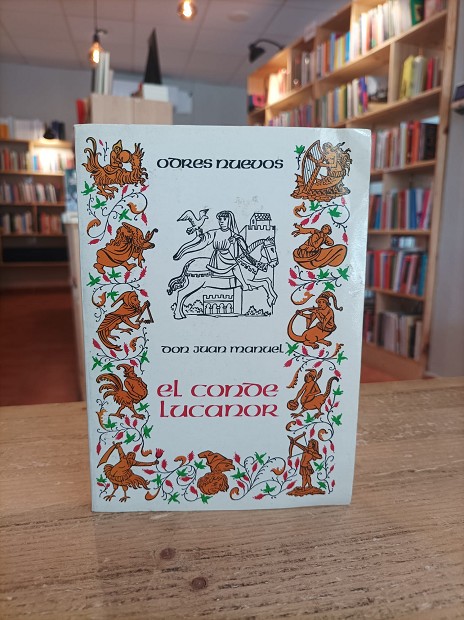 odres nuevos
don juan manuel
el conde
lucanor